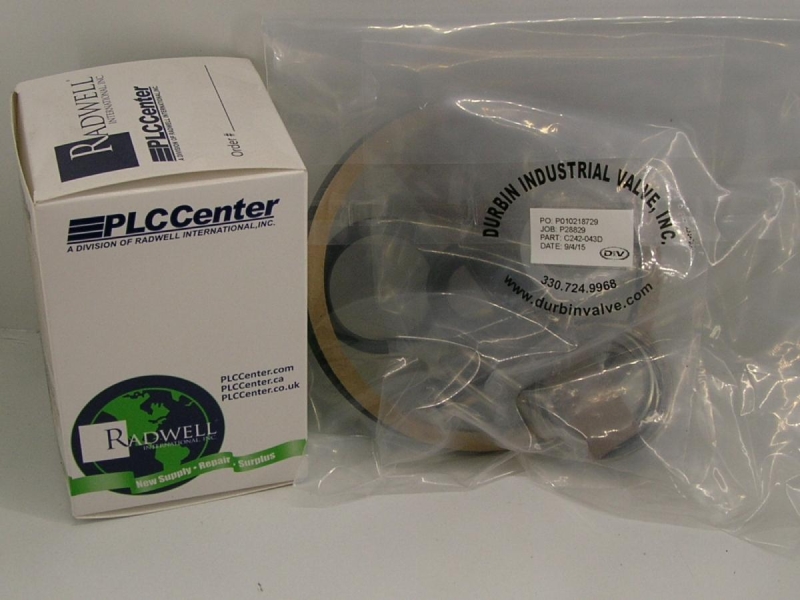 RADWELL
INTERNATIONAL, INC.
PLCCenter
A DIVISION OF RADWELL INTERNATIONAL, INC.
Order #
PLCCenter
A DIVISION OF RADWELL INTERNATIONAL, INC.
PLCCenter.com
PLCCenter.ca
PLCCenter.co.uk
RADWELL
INTERNATIONAL, INC.
New Supply • Repair • Surplus
DURBIN INDUSTRIAL VALVE, INC.
PO: P010218729
JOB: P28829
PART: C242-043D
DATE: 9/4/15
DIV
330.724.9968
www.durbinvalve.com